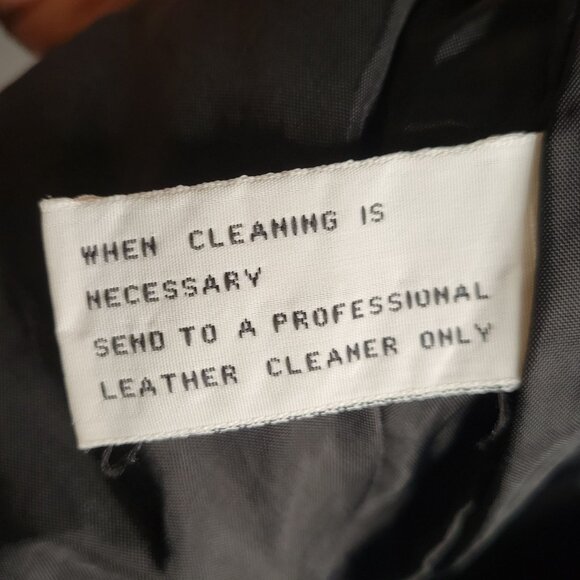 WHEN CLEANING IS
NECESSARY
SEND TO A PROFESSIONAL
LEATHER CLEANER ONLY